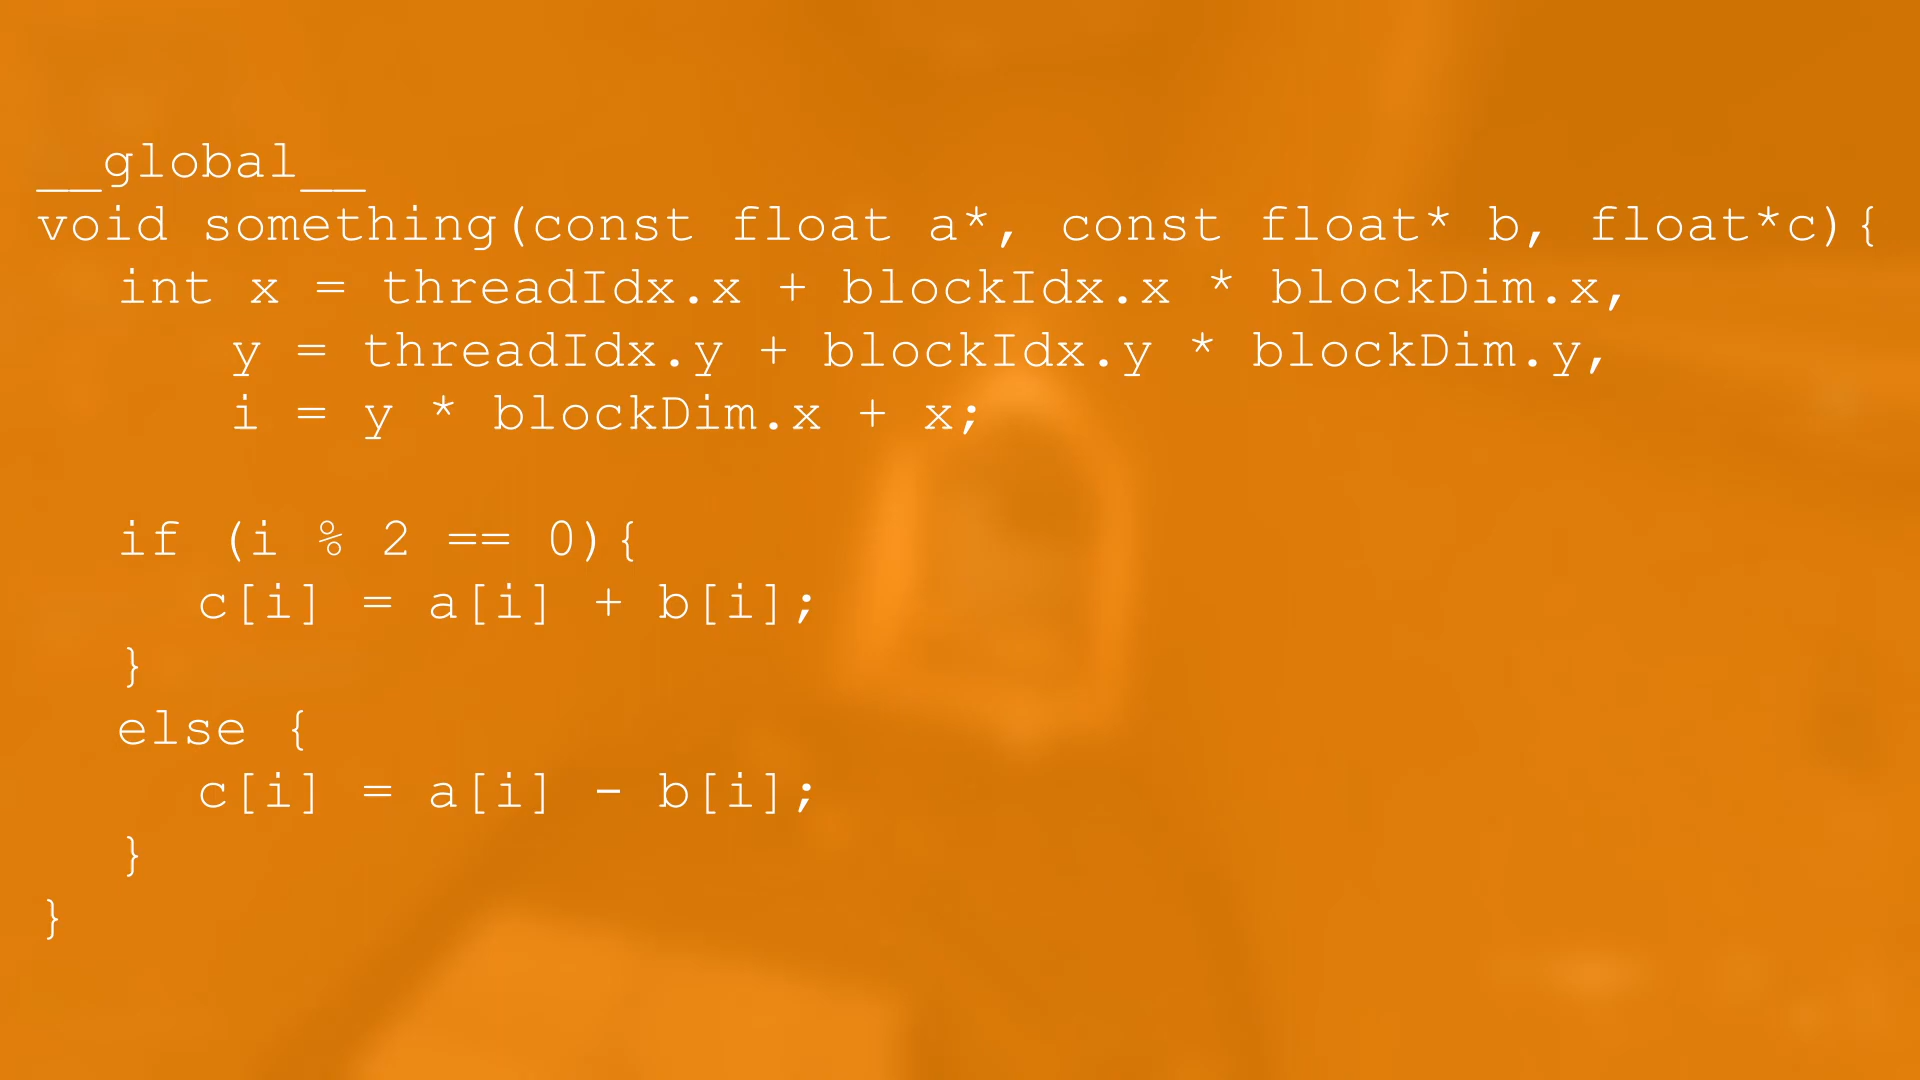 __global__
void something(const float a*, const float* b, float*c){
int x = threadIdx.x + blockIdx.x * blockDim.x,
y = threadIdx.y + blockIdx.y * blockDim.y,
i = y * blockDim.x + x;
if (i % 2 == 0){
c[i] = a[i] + b[i];
}
else {
c[i] = a[i] - b[i];
}
}